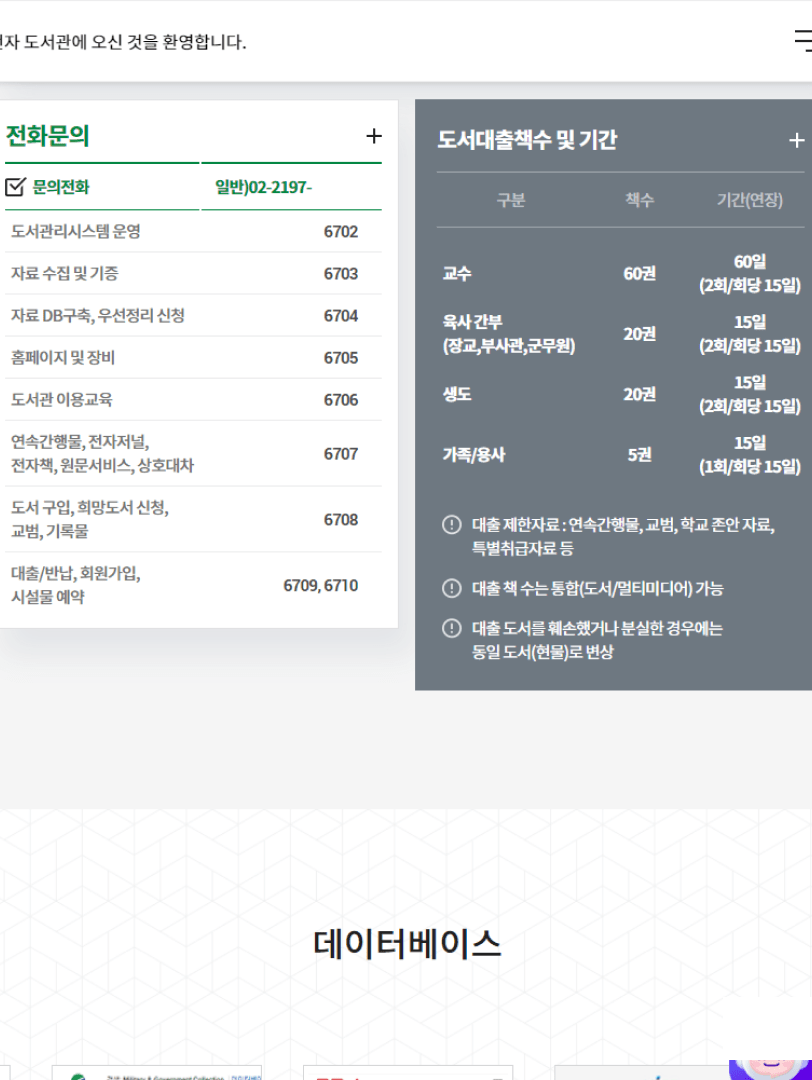 도서관에 오신 것을 환영합니다.
전화문의
문의전화 일반)02-2197-
도서관리시스템 운영 6702
자료 수집 및 기증 6703
자료 DB구축, 우선정리 신청 6704
홈페이지 및 장비 6705
도서관 이용교육 6706
연속간행물, 전자저널,
전자책, 원문서비스, 상호대차 6707
도서 구입, 희망도서 신청,
교범, 기록물 6708
대출/반납, 회원가입,
시설물 예약 6709, 6710
도서대출책수 및 기간
구분 책수 기간(연장)
교수 60권 60일
(2회/회당 15일)
육사 간부
(장교,부사관,군무원) 20권 15일
(2회/회당 15일)
생도 20권 15일
(2회/회당 15일)
가족/용사 5권 15일
(1회/회당 15일)
대출 제한자료 : 연속간행물, 교범, 학교 존안 자료,
특별취급자료 등
대출 책 수는 통합(도서/멀티미디어) 가능
대출 도서를 훼손했거나 분실한 경우에는
동일 도서(현물)로 변상
데이터베이스
Military & Government Collection